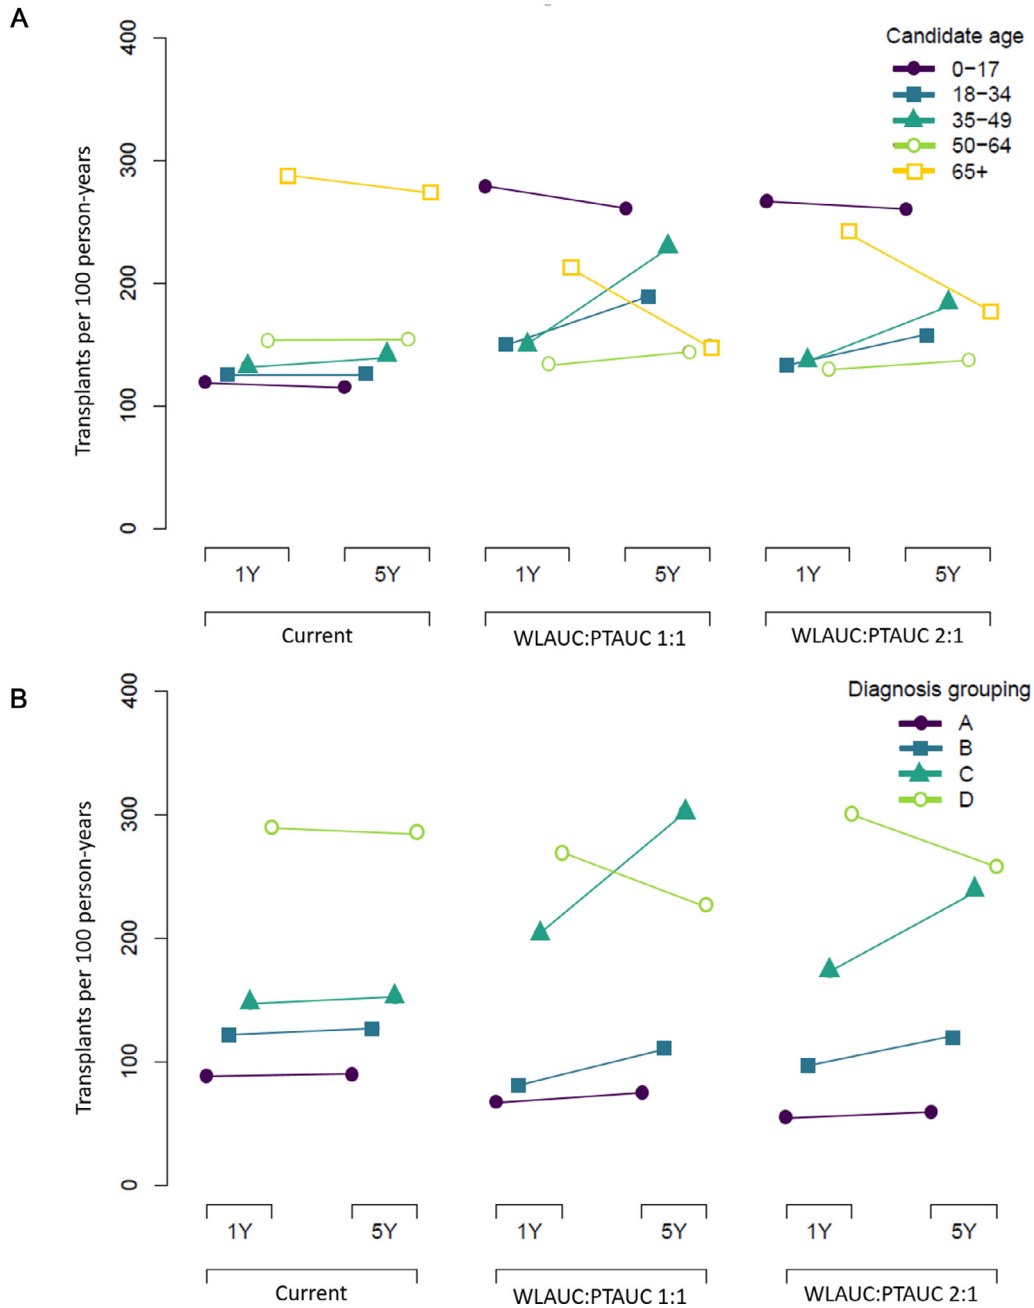 A
Candidate age
0−17
18−34
35−49
50−64
65+
Transplants per 100 person-years
400
300
200
100
0
1Y
5Y
1Y
5Y
1Y
5Y
Current
WLAUC:PTAUC 1:1
WLAUC:PTAUC 2:1
B
Diagnosis grouping
A
B
C
D
Transplants per 100 person-years
400
300
200
100
0
1Y
5Y
1Y
5Y
1Y
5Y
Current
WLAUC:PTAUC 1:1
WLAUC:PTAUC 2:1